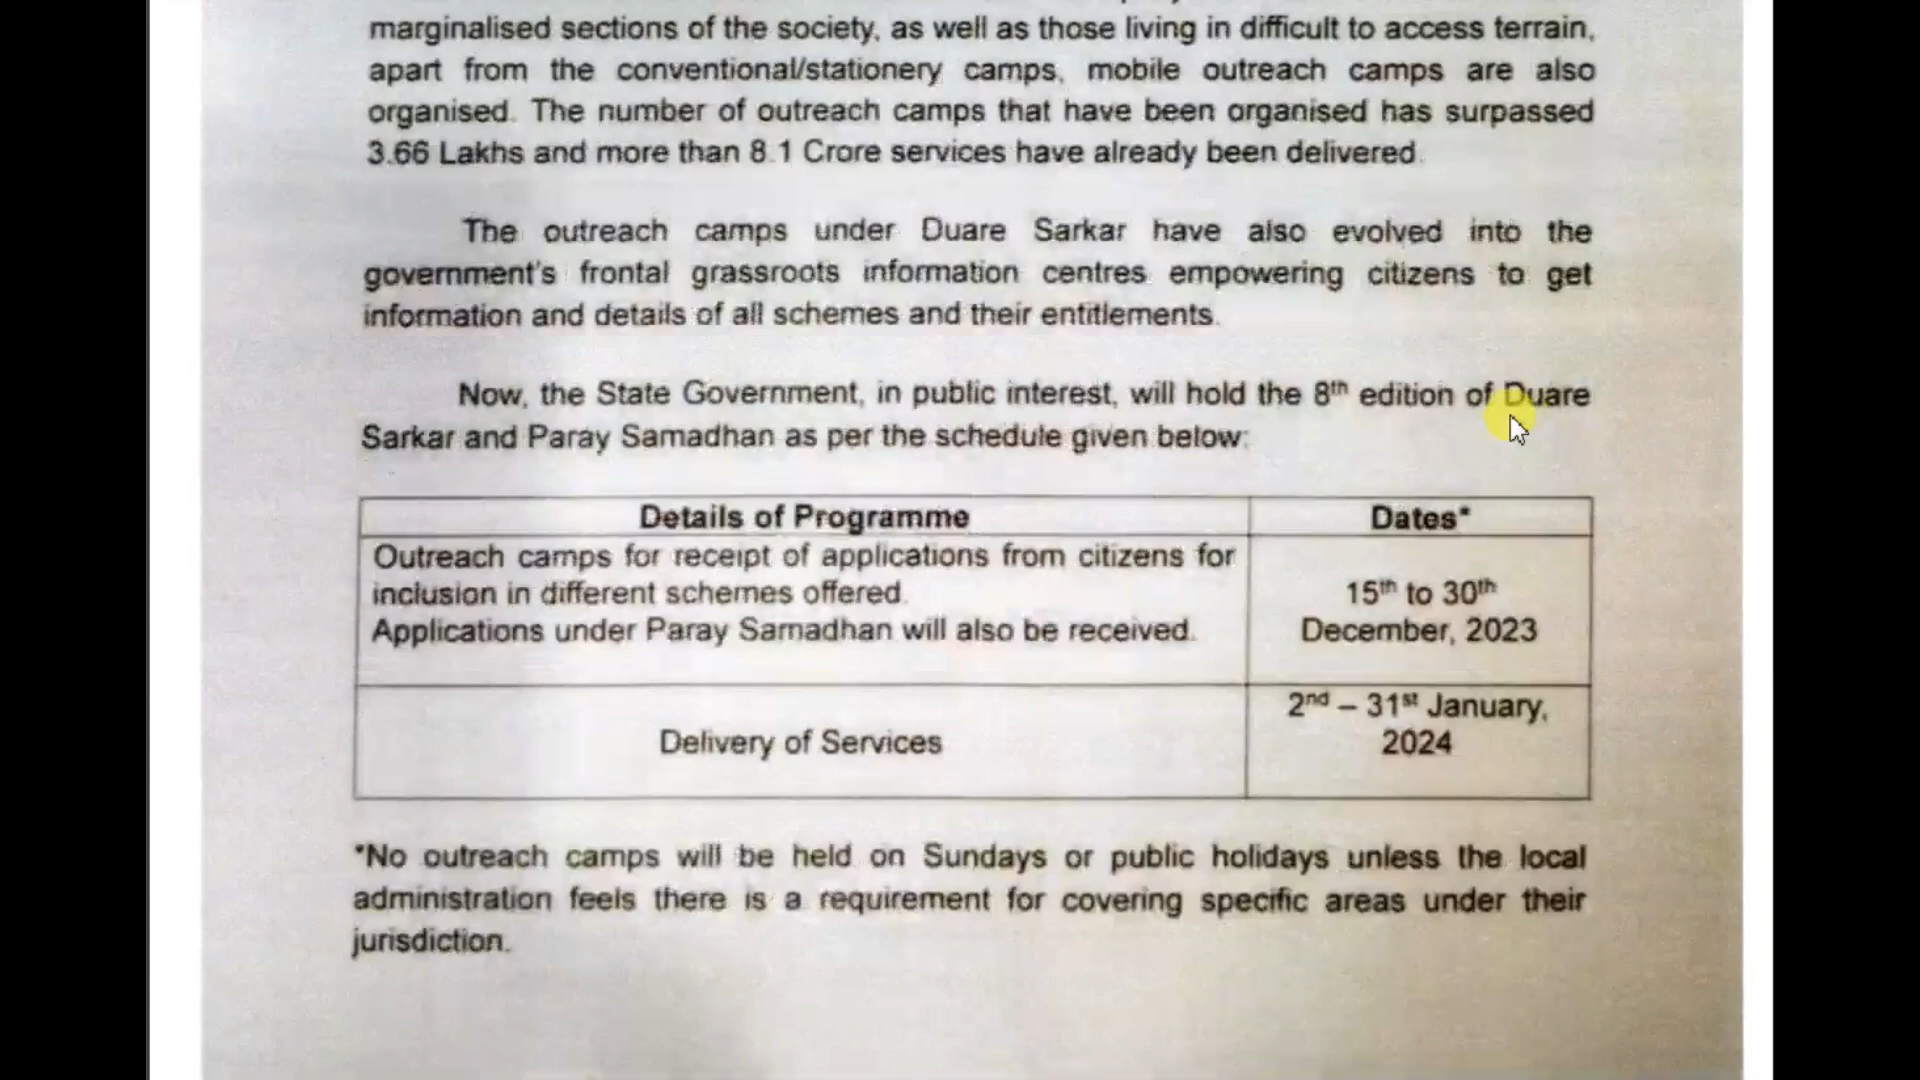 marginalised sections of the society, as well as those living in difficult to access terrain,
apart from the conventional/stationery camps, mobile outreach camps are also
organised. The number of outreach camps that have been organised has surpassed
3.66 Lakhs and more than 8.1 Crore services have already been delivered.
The outreach camps under Duare Sarkar have also evolved into the
government's frontal grassroots information centres empowering citizens to get
information and details of all schemes and their entitlements.
Now, the State Government, in public interest, will hold the 8th edition of Duare
Sarkar and Paray Samadhan as per the schedule given below:
Details of Programme
Dates*
Outreach camps for receipt of applications from citizens for
inclusion in different schemes offered.
Applications under Paray Samadhan will also be received.
15th to 30th
December, 2023
Delivery of Services
2nd – 31st January,
2024
*No outreach camps will be held on Sundays or public holidays unless the local
administration feels there is a requirement for covering specific areas under their
jurisdiction.